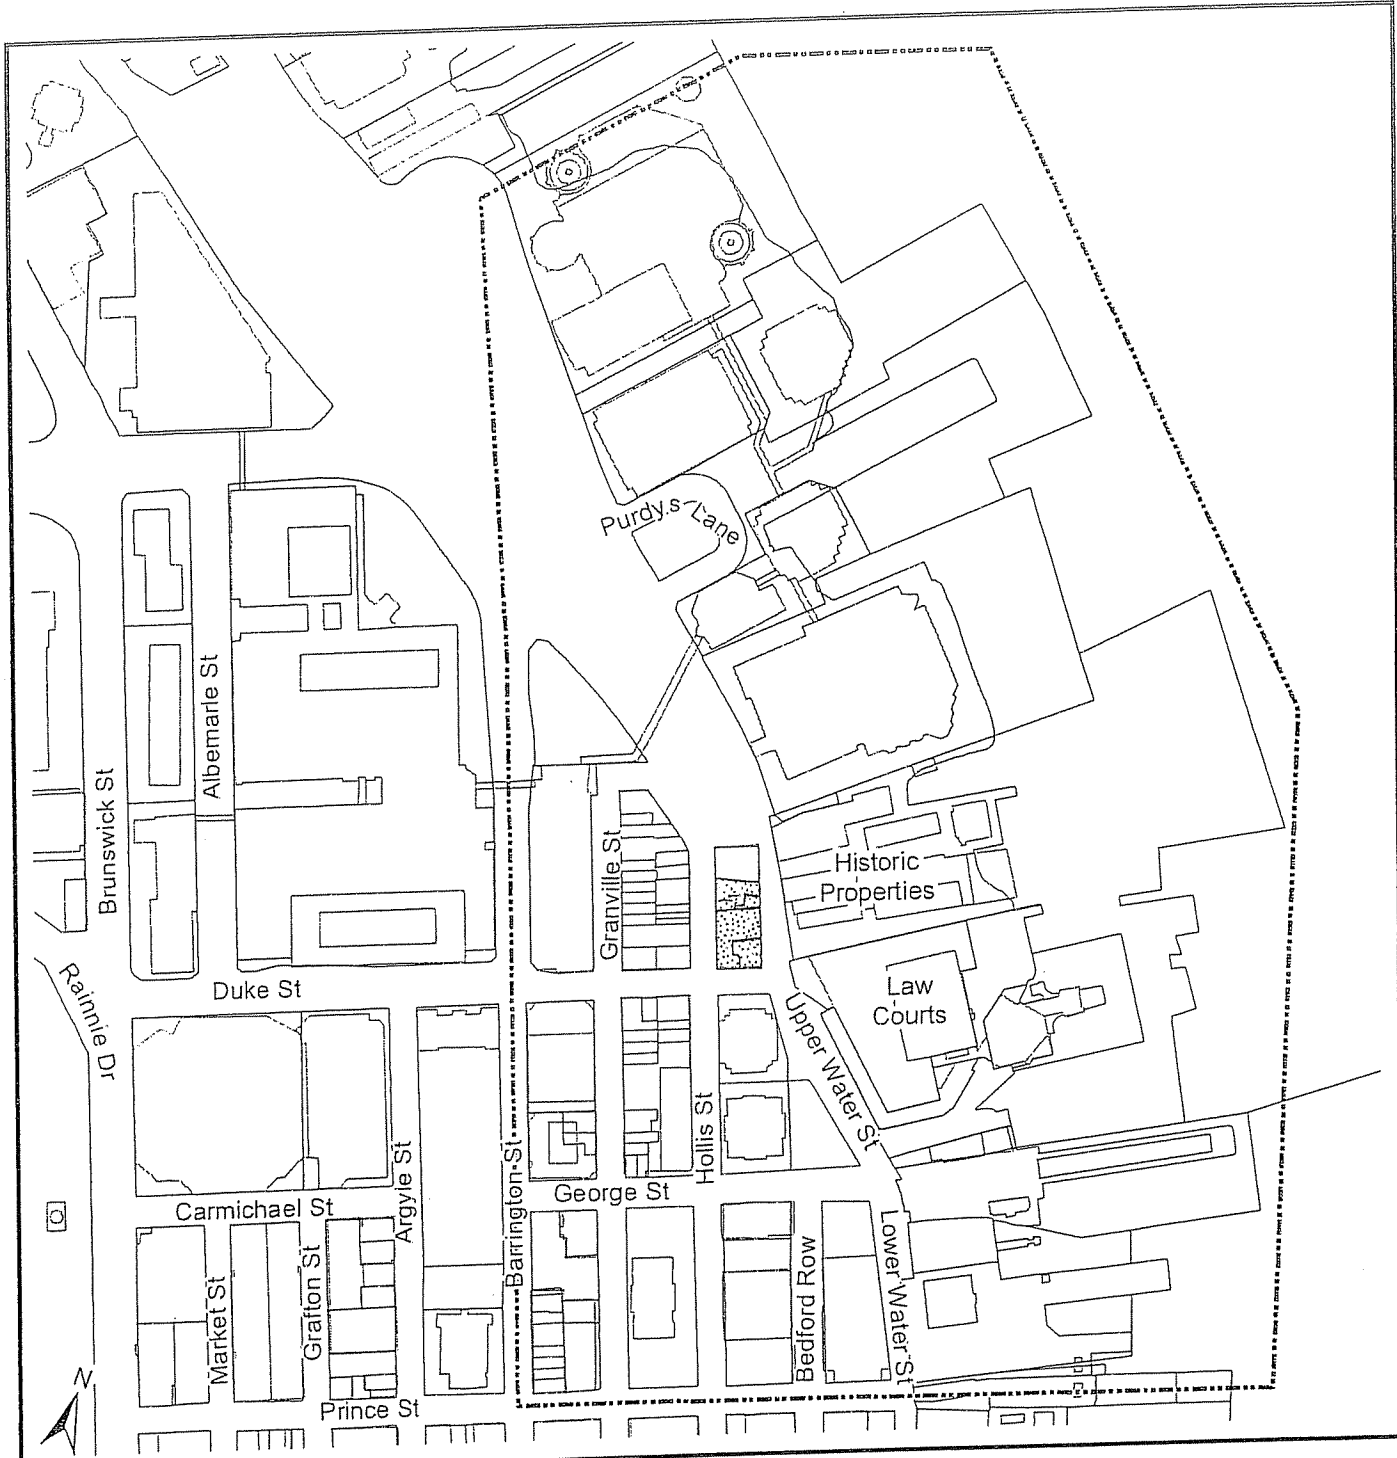 Purdy's Lane
Albemarle St
Brunswick St
Granville St
Historic
Properties
Rainnie Dr
Duke St
Law
Courts
Upper Water St
Hollis St
Argyle St
Barrington St
George St
Carmichael St
Market St
Grafton St
Bedford Row
Lower Water St
Prince St
N